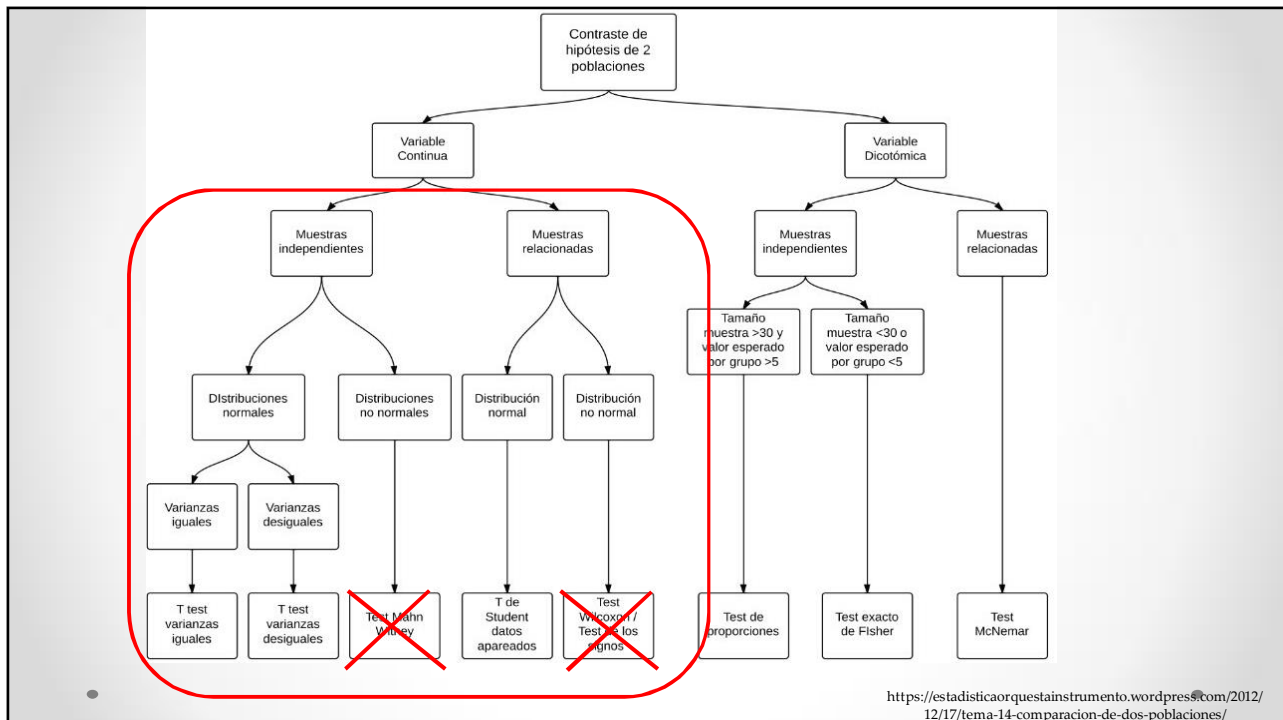 Contraste de
hipótesis de 2
poblaciones
Variable
Continua
Variable
Dicotómica
Muestras
independientes
Muestras
relacionadas
Muestras
independientes
Muestras
relacionadas
Tamaño
muestra >30 y
valor esperado
por grupo >5
Tamaño
muestra <30 o
valor esperado
por grupo <5
DIstribuciones
normales
Distribuciones
no normales
Distribución
normal
Distribución
no normal
Varianzas
iguales
Varianzas
desiguales
T test
varianzas
iguales
T test
varianzas
desiguales
Test Mahn
Witney
T de
Student
datos
apareados
Test
Wilcoxon /
Test de los
signos
Test de
proporciones
Test exacto
de FIsher
Test
McNemar
https://estadisticaorquestainstrumento.wordpress.com/2012/
12/17/tema-14-comparacion-de-dos-poblaciones/